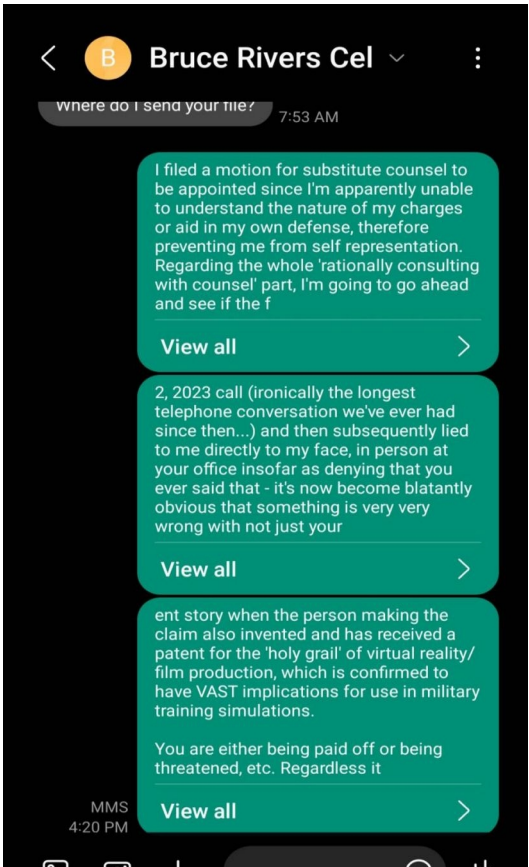 B Bruce Rivers Cel
Where do I send your file?
7:53 AM
I filed a motion for substitute counsel to
be appointed since I'm apparently unable
to understand the nature of my charges
or aid in my own defense, therefore
preventing me from self representation.
Regarding the whole 'rationally consulting
with counsel' part, I'm going to go ahead
and see if the f
View all
2, 2023 call (ironically the longest
telephone conversation we've ever had
since then...) and then subsequently lied
to me directly to my face, in person at
your office insofar as denying that you
ever said that - it's now become blatantly
obvious that something is very very
wrong with not just your
View all
ent story when the person making the
claim also invented and has received a
patent for the 'holy grail' of virtual reality/
film production, which is confirmed to
have VAST implications for use in military
training simulations.
You are either being paid off or being
threatened, etc. Regardless it
View all
MMS
4:20 PM